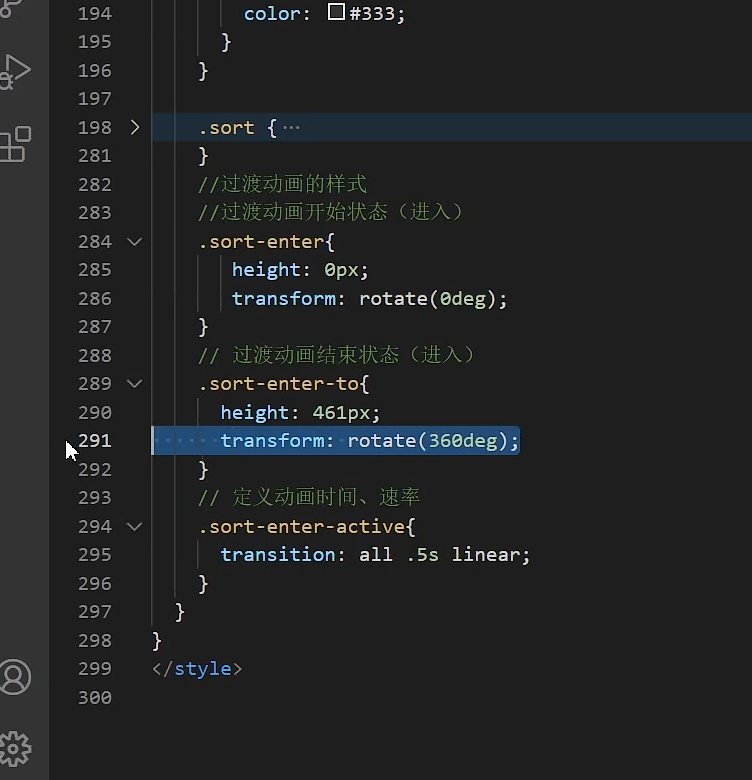 194 color: #333;
195 }
196 }
197
198 .sort { ···
281 }
282 //过渡动画的样式
283 //过渡动画开始状态（进入）
284 .sort-enter{
285 height: 0px;
286 transform: rotate(0deg);
287 }
288 // 过渡动画结束状态（进入）
289 .sort-enter-to{
290 height: 461px;
291 transform: rotate(360deg);
292 }
293 // 定义动画时间、速率
294 .sort-enter-active{
295 transition: all .5s linear;
296 }
297 }
298 }
299 </style>
300